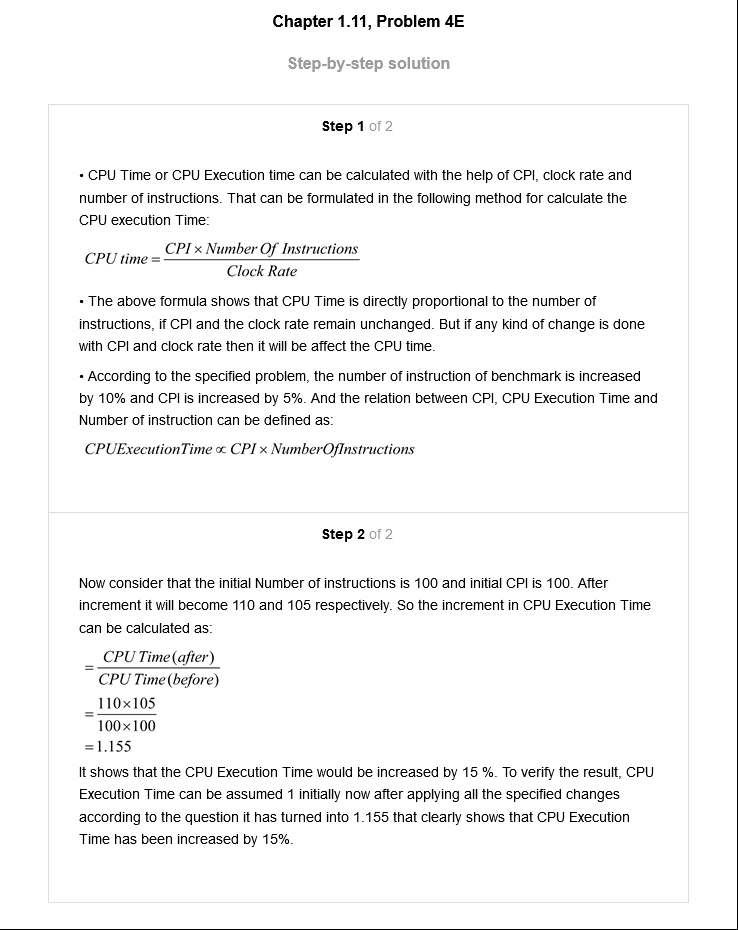 Chapter 1.11, Problem 4E
Step-by-step solution
Step 1 of 2
• CPU Time or CPU Execution time can be calculated with the help of CPI, clock rate and
number of instructions. That can be formulated in the following method for calculate the
CPU execution Time:
CPU time = CPI × Number Of Instructions / Clock Rate
• The above formula shows that CPU Time is directly proportional to the number of
instructions, if CPI and the clock rate remain unchanged. But if any kind of change is done
with CPI and clock rate then it will be affect the CPU time.
• According to the specified problem, the number of instruction of benchmark is increased
by 10% and CPI is increased by 5%. And the relation between CPI, CPU Execution Time and
Number of instruction can be defined as:
CPUExecutionTime ∝ CPI × NumberOfInstructions
Step 2 of 2
Now consider that the initial Number of instructions is 100 and initial CPI is 100. After
increment it will become 110 and 105 respectively. So the increment in CPU Execution Time
can be calculated as:
= CPU Time(after) / CPU Time(before)
= 110×105 / 100×100
=1.155
It shows that the CPU Execution Time would be increased by 15 %. To verify the result, CPU
Execution Time can be assumed 1 initially now after applying all the specified changes
according to the question it has turned into 1.155 that clearly shows that CPU Execution
Time has been increased by 15%.